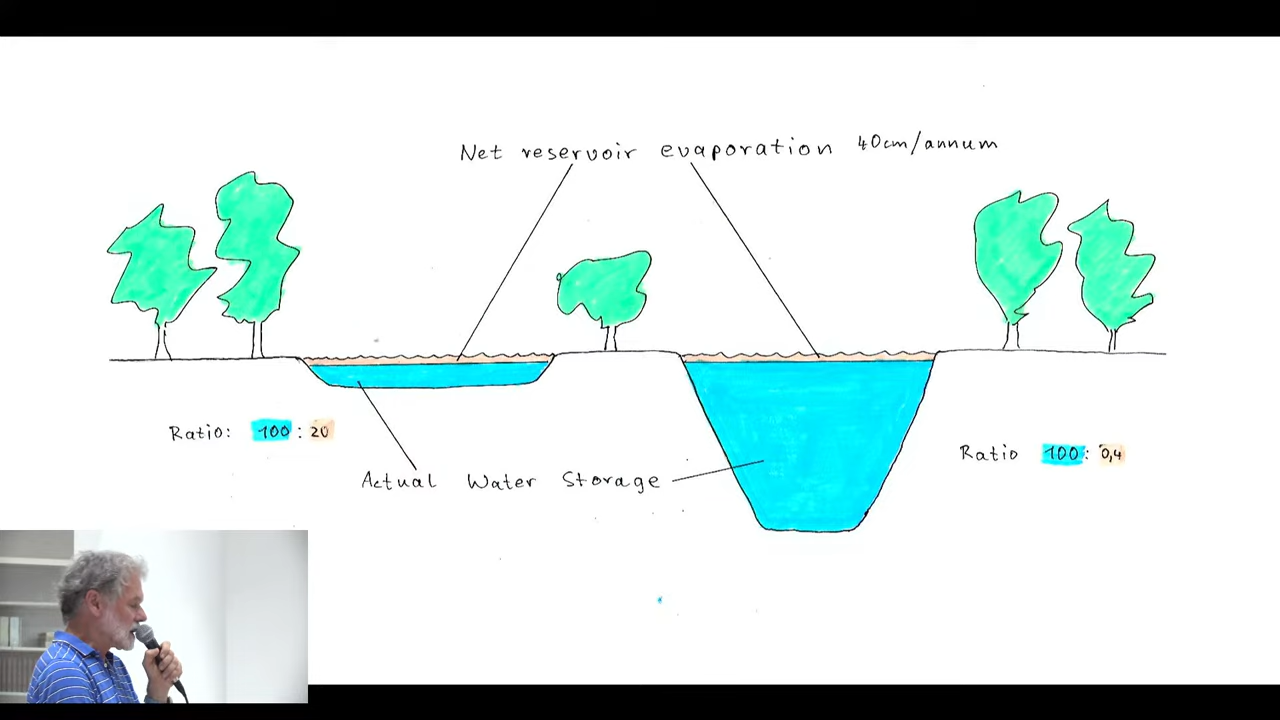 Net reservoir evaporation 40cm/annum
Ratio: 100 : 20
Ratio 100 : 0,4
Actual Water Storage